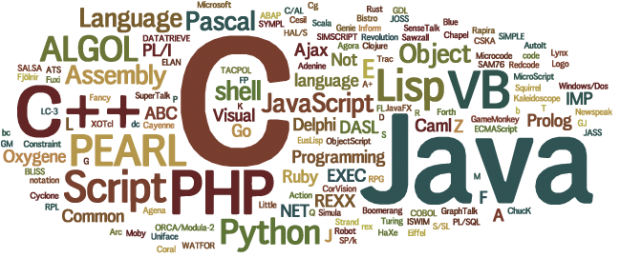 Microsoft
Language Pascal ABAP C/AL Cg Rust GDL
DATATREIVE SYMPL Cesil Scala Bistro JOSS SenseTalk Blue
ALGOL PL/I HAL/S Genie Inform Sawzall Chapel Rapira
ELAN SIMSCRIPT Revolution CSKA SIMPLE
SALSA ATS Assembly C Ajax Agora Clojure Object Microcode AutoIt code
Fjölnir Fuxi TACPOL Adenine Not Trac SAM76 Redcode Lynx Logo
FP shell language E A+ Lisp VB MicroScript
C++ LC-3 Fancy SuperTalk P K JavaScript FL JavaFX Squirrel Windows/Dos
L XOTcl dc ABC Cayenne Visual Go R Forth Kaleidoscope IMP
bc GM Constraint Delphi DASL D S Caml Z GameMonkey b T Newspeak
Oxygene G PEARL EusLisp ObjectScript ECMAScript Prolog GJ JASS
BLISS notation Programming Java
Script PHP Ruby EXEC RPG M
Cyclone RPL CorVision Action REXX F
Common Agena Little NET Q Simula Boomerang COBOL GraphTalk A ChucK
ORCA/Modula-2 Python J Strand rex Turing ISWIM PL/SQL
Arc Moby Uniface Robot HaXe Eiffel S/SL
Coral WATFOR SP/k